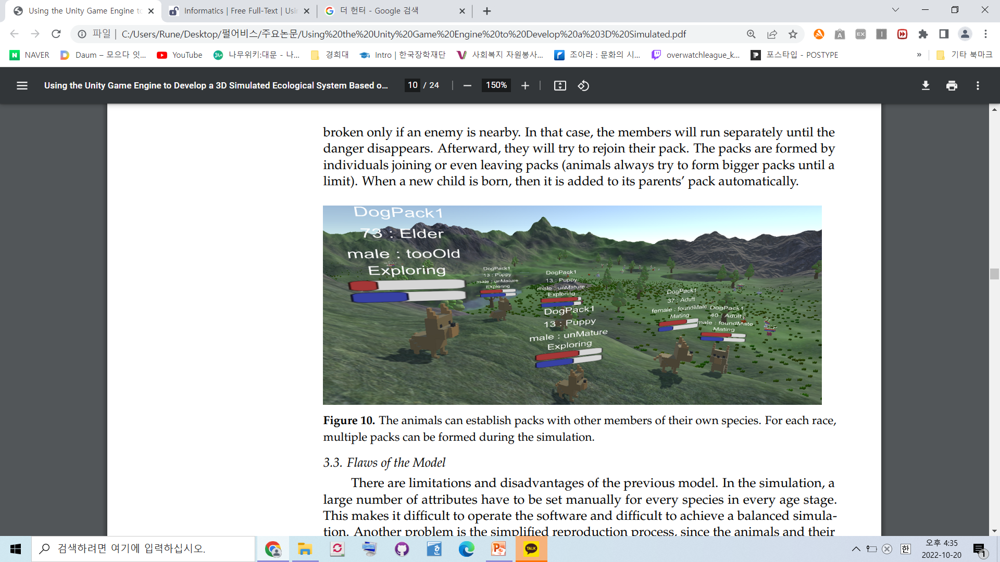 Using the Unity Game Engine to
Informatics | Free Full-Text | Usin
더 헌터 - Google 검색
파일 | C:/Users/Rune/Desktop/펄어비스/주요논문/Using%20the%20Unity%20Game%20Engine%20to%20Develop%20a%203D%20Simulated.pdf
NAVER
Daum – 모으다 잇...
YouTube
나무위키:대문 - 나...
경희대
Intro | 한국장학재단
사회복지 자원봉사...
조아라 : 문화의 시...
overwatchleague_k...
포스타입 - POSTYPE
»
기타 북마크
Using the Unity Game Engine to Develop a 3D Simulated Ecological System Based o...
10 / 24
150%
broken only if an enemy is nearby. In that case, the members will run separately until the
danger disappears. Afterward, they will try to rejoin their pack. The packs are formed by
individuals joining or even leaving packs (animals always try to form bigger packs until a
limit). When a new child is born, then it is added to its parents’ pack automatically.
DogPack1
73 : Elder
male : tooOld
Exploring
DogPack1
13 : Puppy
male : unMature
Exploring
DogPack1
13 : Puppy
male : unMature
Exploring
DogPack1
13 : Puppy
male : unMature
Exploring
DogPack1
37 : Adult
female : foundMate
Mating
DogPack1
40 : Adult
male : foundMate
Mating
Figure 10. The animals can establish packs with other members of their own species. For each race,
multiple packs can be formed during the simulation.
3.3. Flaws of the Model
There are limitations and disadvantages of the previous model. In the simulation, a
large number of attributes have to be set manually for every species in every age stage.
This makes it difficult to operate the software and difficult to achieve a balanced simula-
tion. Another problem is the simplified reproduction process, since the animals and their
검색하려면 여기에 입력하십시오.
TALK
한
오후 4:35
2022-10-20
1